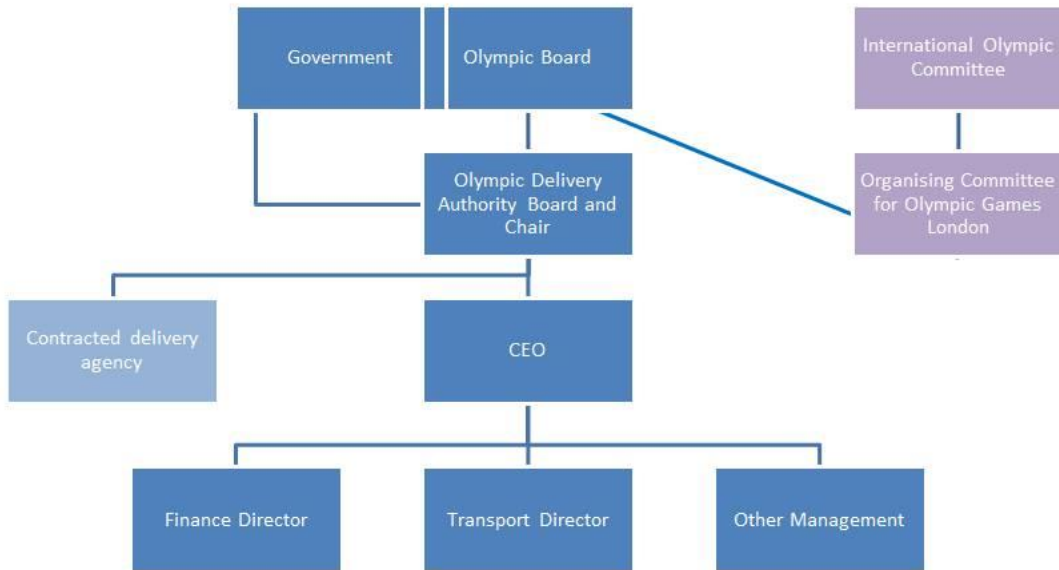 Government
Olympic Board
International Olympic
Committee
Olympic Delivery
Authority Board and
Chair
Organising Committee
for Olympic Games
London
Contracted delivery
agency
CEO
Finance Director
Transport Director
Other Management